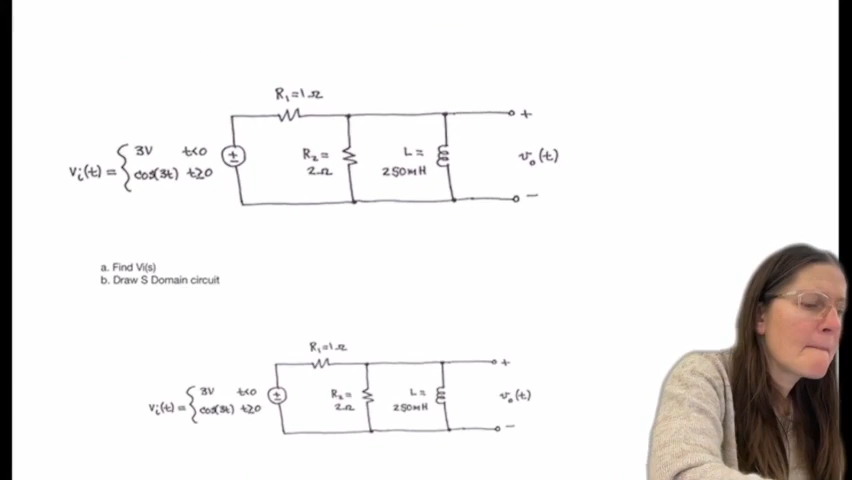 R₁=1Ω
vᵢ(t) = { 3V t<0
cos(3t) t≥0
R₂=
2Ω
L=
250mH
+
v₀(t)
−
a. Find Vi(s)
b. Draw S Domain circuit
R₁=1Ω
vᵢ(t) = { 3V t<0
cos(3t) t≥0
R₂=
2Ω
L=
250mH
+
v₀(t)
−